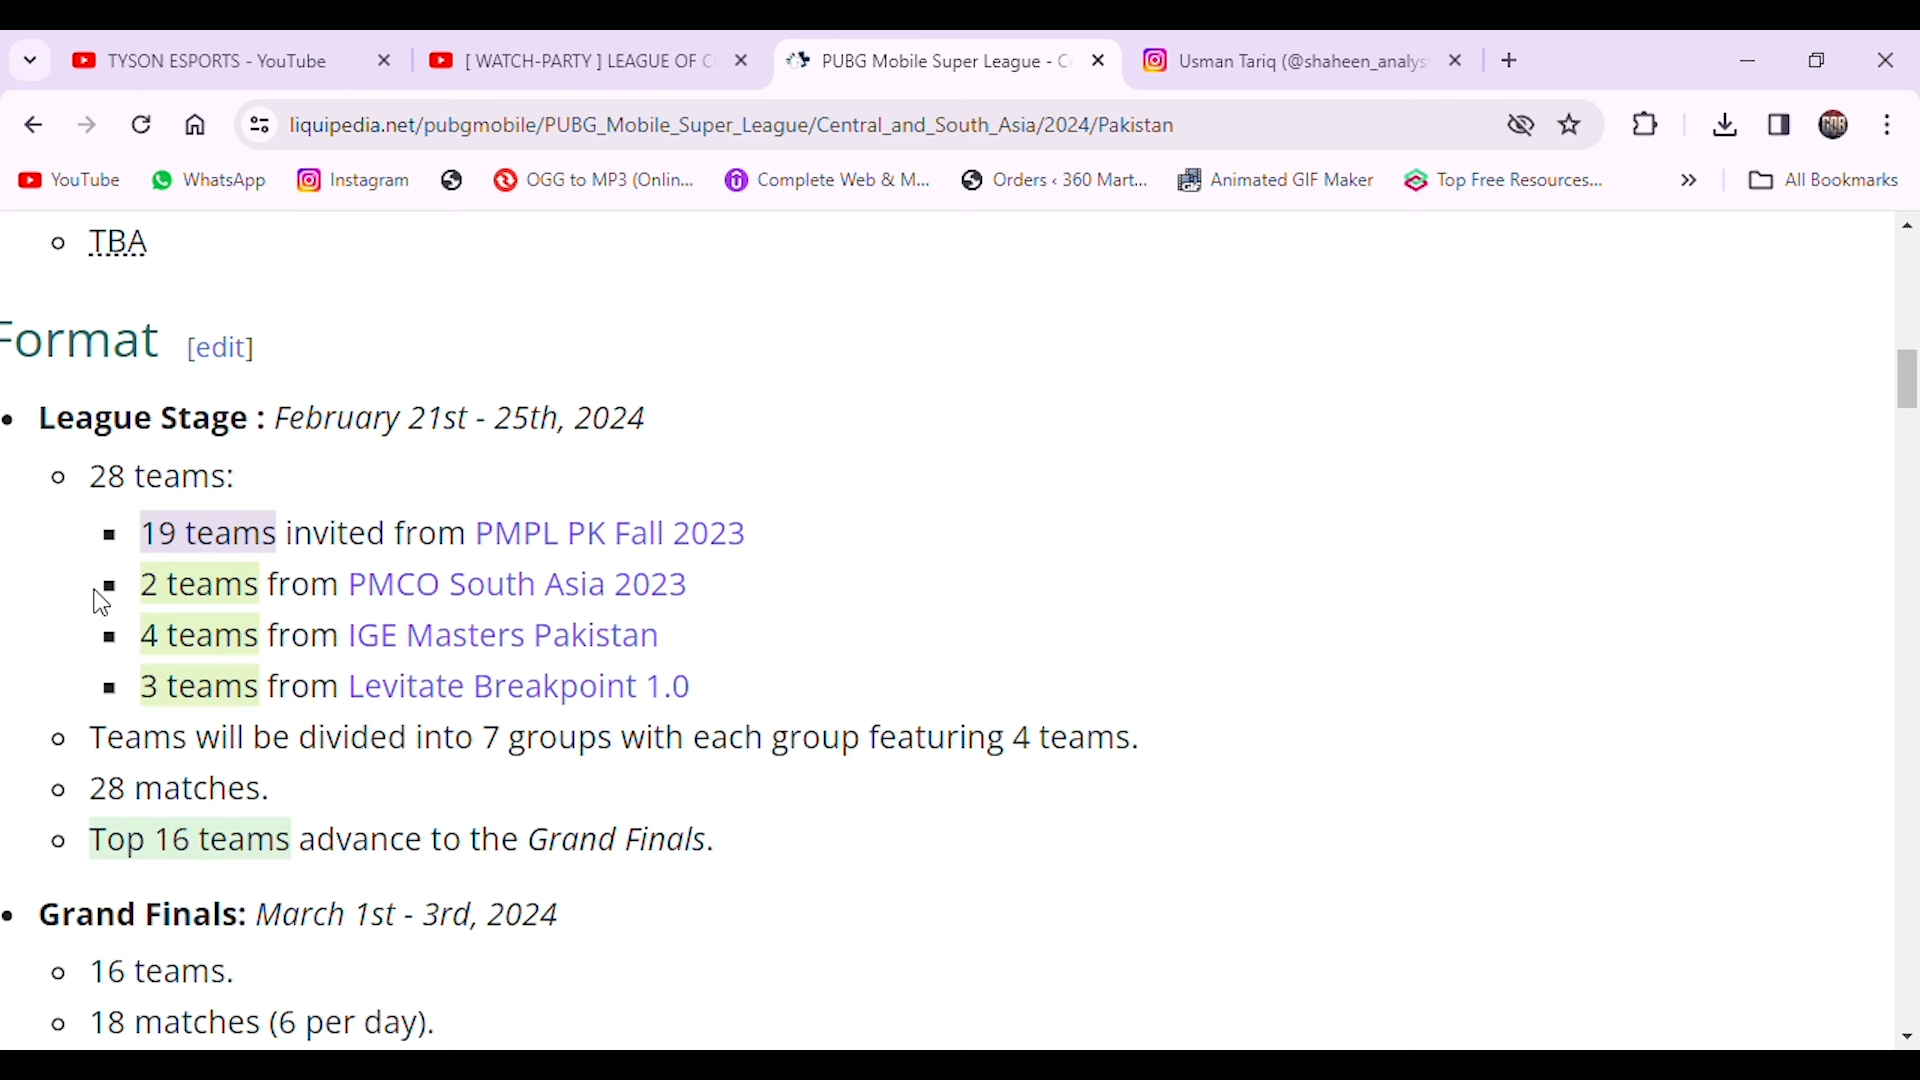 TYSON ESPORTS - YouTube
[ WATCH-PARTY ] LEAGUE OF C
PUBG Mobile Super League - C
Usman Tariq (@shaheen_analys
liquipedia.net/pubgmobile/PUBG_Mobile_Super_League/Central_and_South_Asia/2024/Pakistan
YouTube
WhatsApp
Instagram
OGG to MP3 (Onlin...
Complete Web & M...
Orders ‹ 360 Mart...
Animated GIF Maker
Top Free Resources...
All Bookmarks
TBA
Format [edit]
League Stage : February 21st - 25th, 2024
28 teams:
19 teams invited from PMPL PK Fall 2023
2 teams from PMCO South Asia 2023
4 teams from IGE Masters Pakistan
3 teams from Levitate Breakpoint 1.0
Teams will be divided into 7 groups with each group featuring 4 teams.
28 matches.
Top 16 teams advance to the Grand Finals.
Grand Finals: March 1st - 3rd, 2024
16 teams.
18 matches (6 per day).